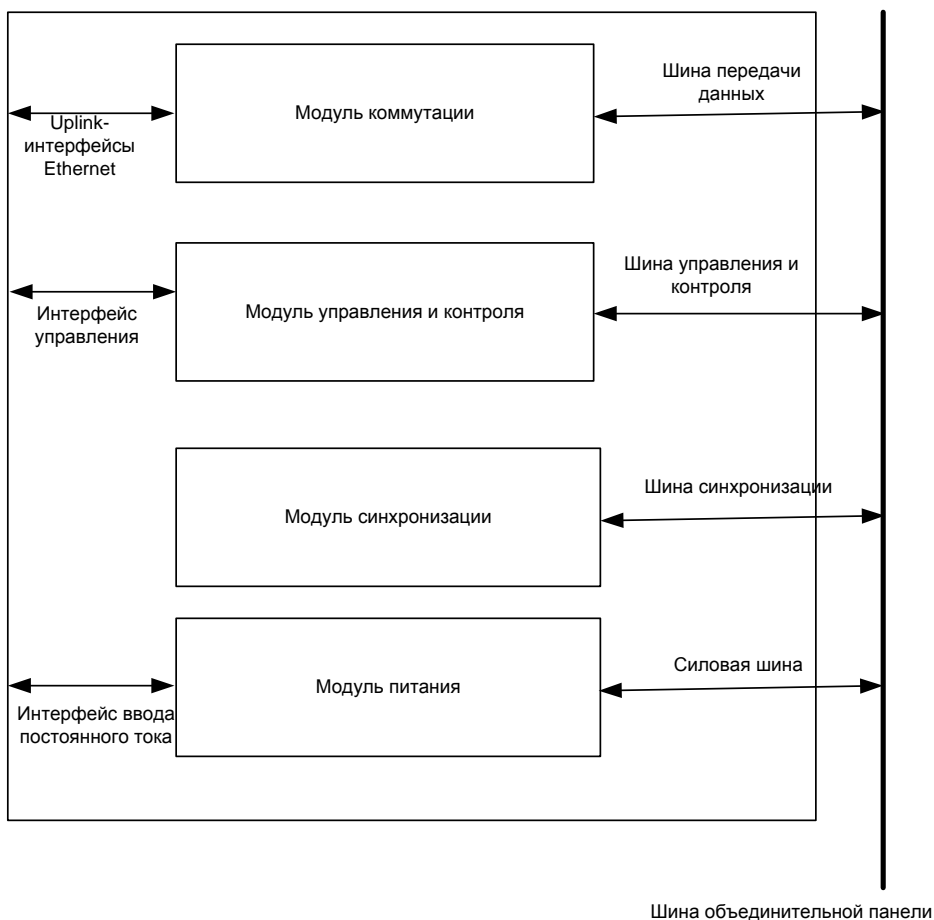 Модуль коммутации
Шина передачи
данных
Uplink-
интерфейсы
Ethernet
Модуль управления и контроля
Шина управления и
контроля
Интерфейс
управления
Модуль синхронизации
Шина синхронизации
Модуль питания
Силовая шина
Интерфейс ввода
постоянного тока
Шина объединительной панели